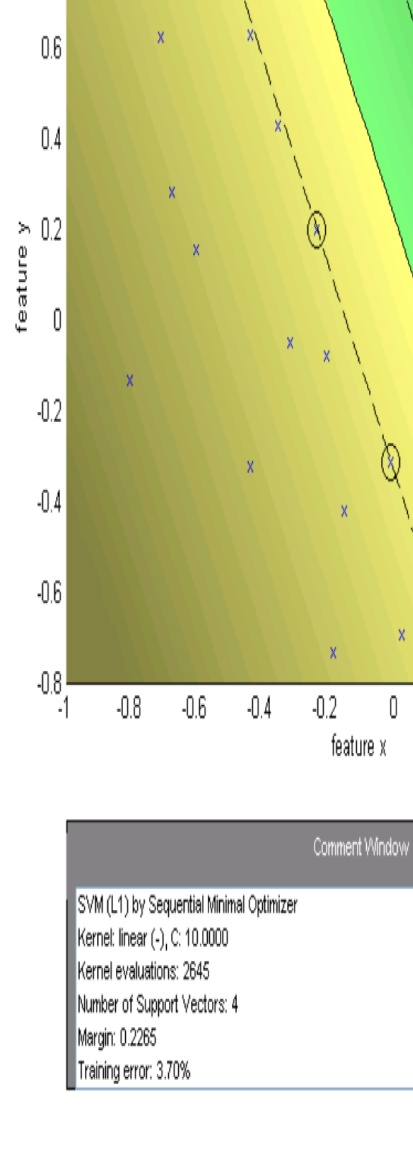 0.6
0.4
0.2
0
-0.2
-0.4
-0.6
-0.8
feature y
-1 -0.8 -0.6 -0.4 -0.2 0
feature x
Comment Window
SVM (L1) by Sequential Minimal Optimizer
Kernel: linear (-), C: 10.0000
Kernel evaluations: 2645
Number of Support Vectors: 4
Margin: 0.2265
Training error: 3.70%